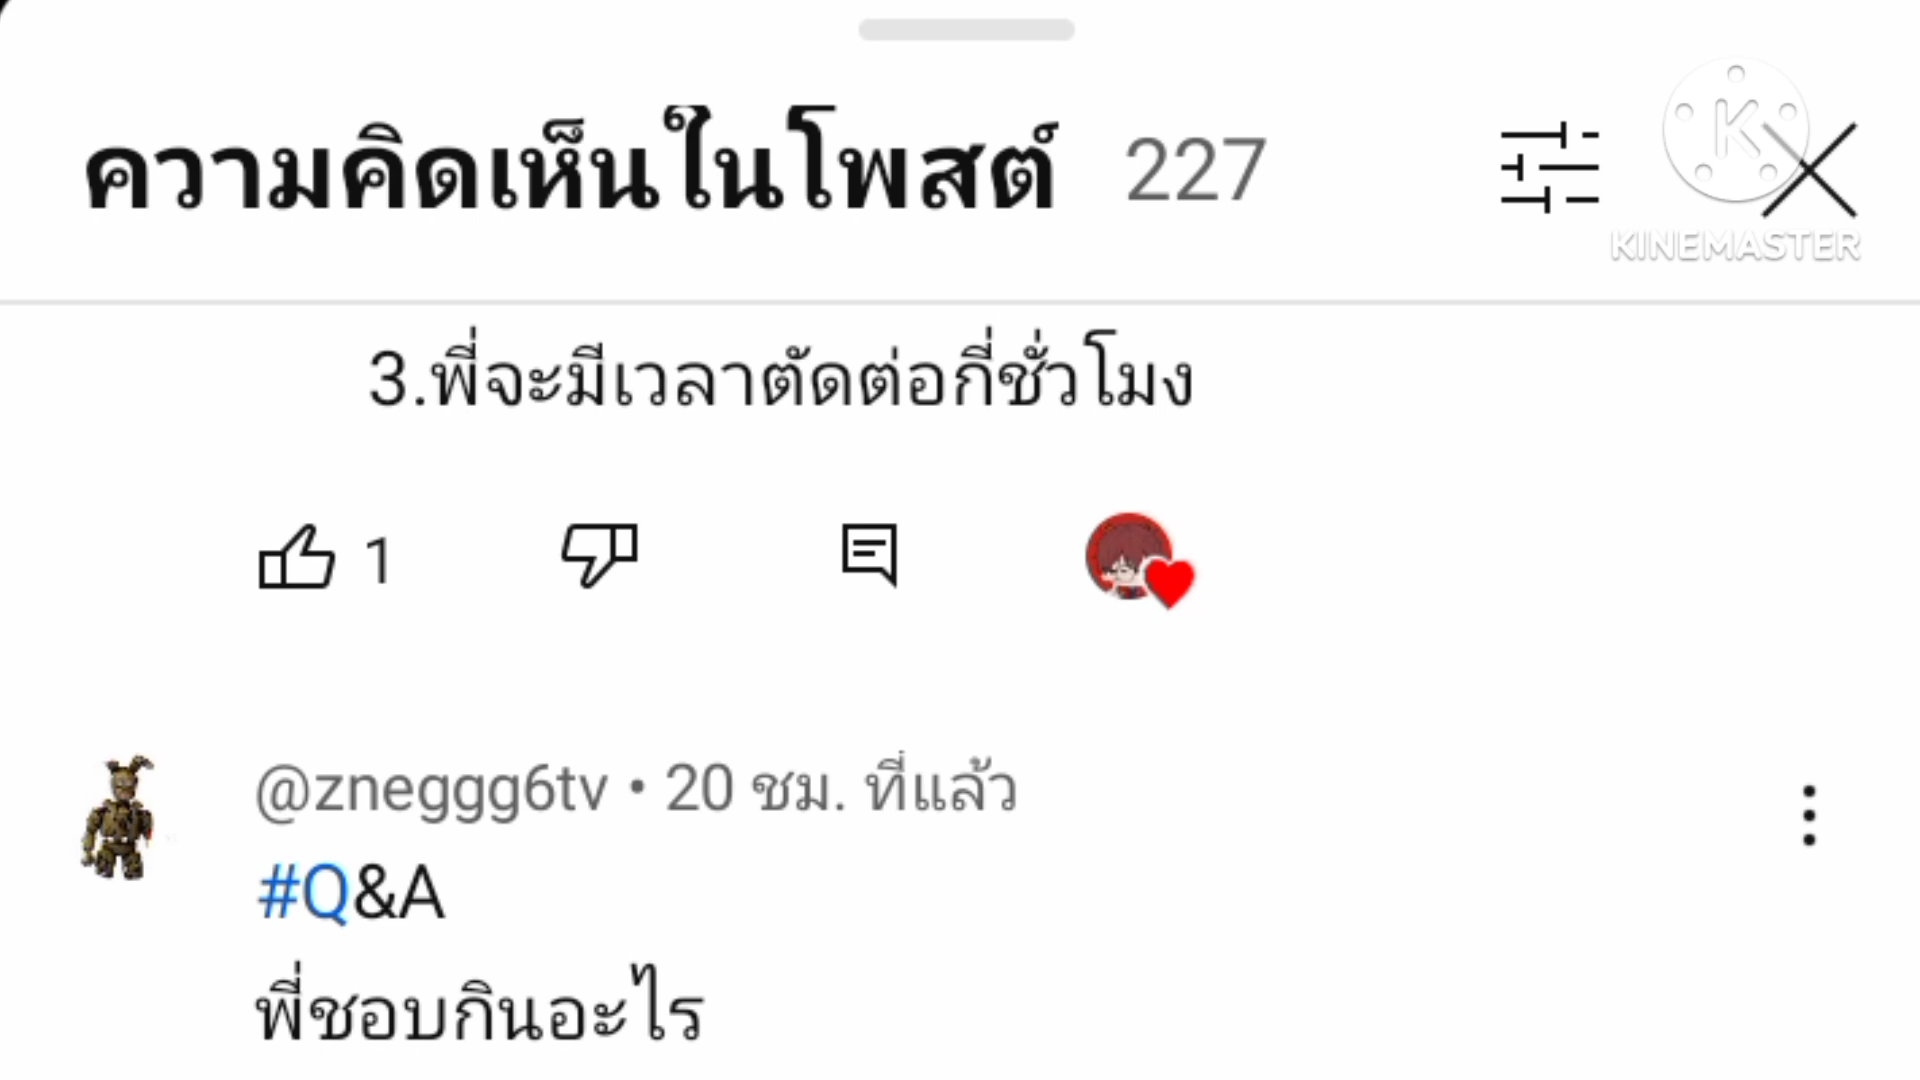 ความคิดเห็นในโพสต์ 227
KINEMASTER
3.พี่จะมีเวลาตัดต่อกี่ชั่วโมง
1
@zneggg6tv • 20 ชม. ที่แล้ว
#Q&A
พี่ชอบกินอะไร